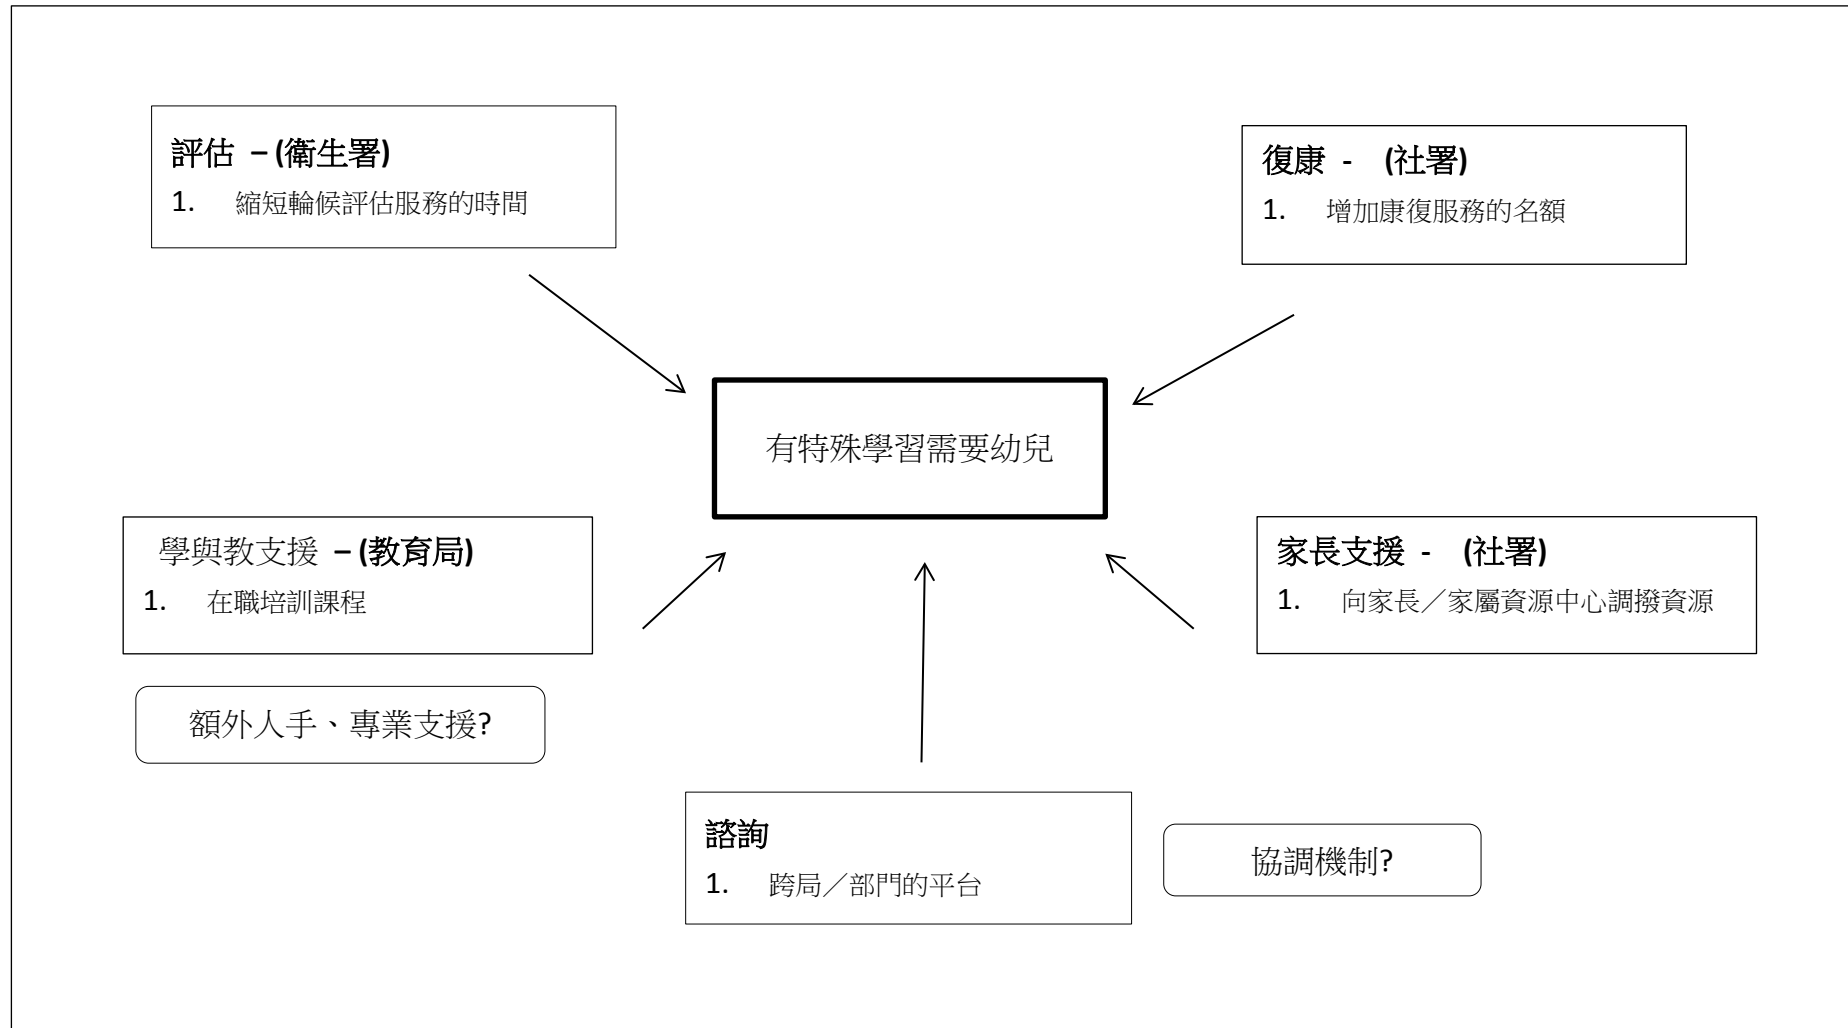 評估 – (衛生署)
1. 縮短輪候評估服務的時間
復康 - (社署)
1. 增加康復服務的名額
有特殊學習需要幼兒
學與教支援 – (教育局)
1. 在職培訓課程
額外人手、專業支援?
家長支援 - (社署)
1. 向家長／家屬資源中心調撥資源
諮詢
1. 跨局／部門的平台
協調機制?